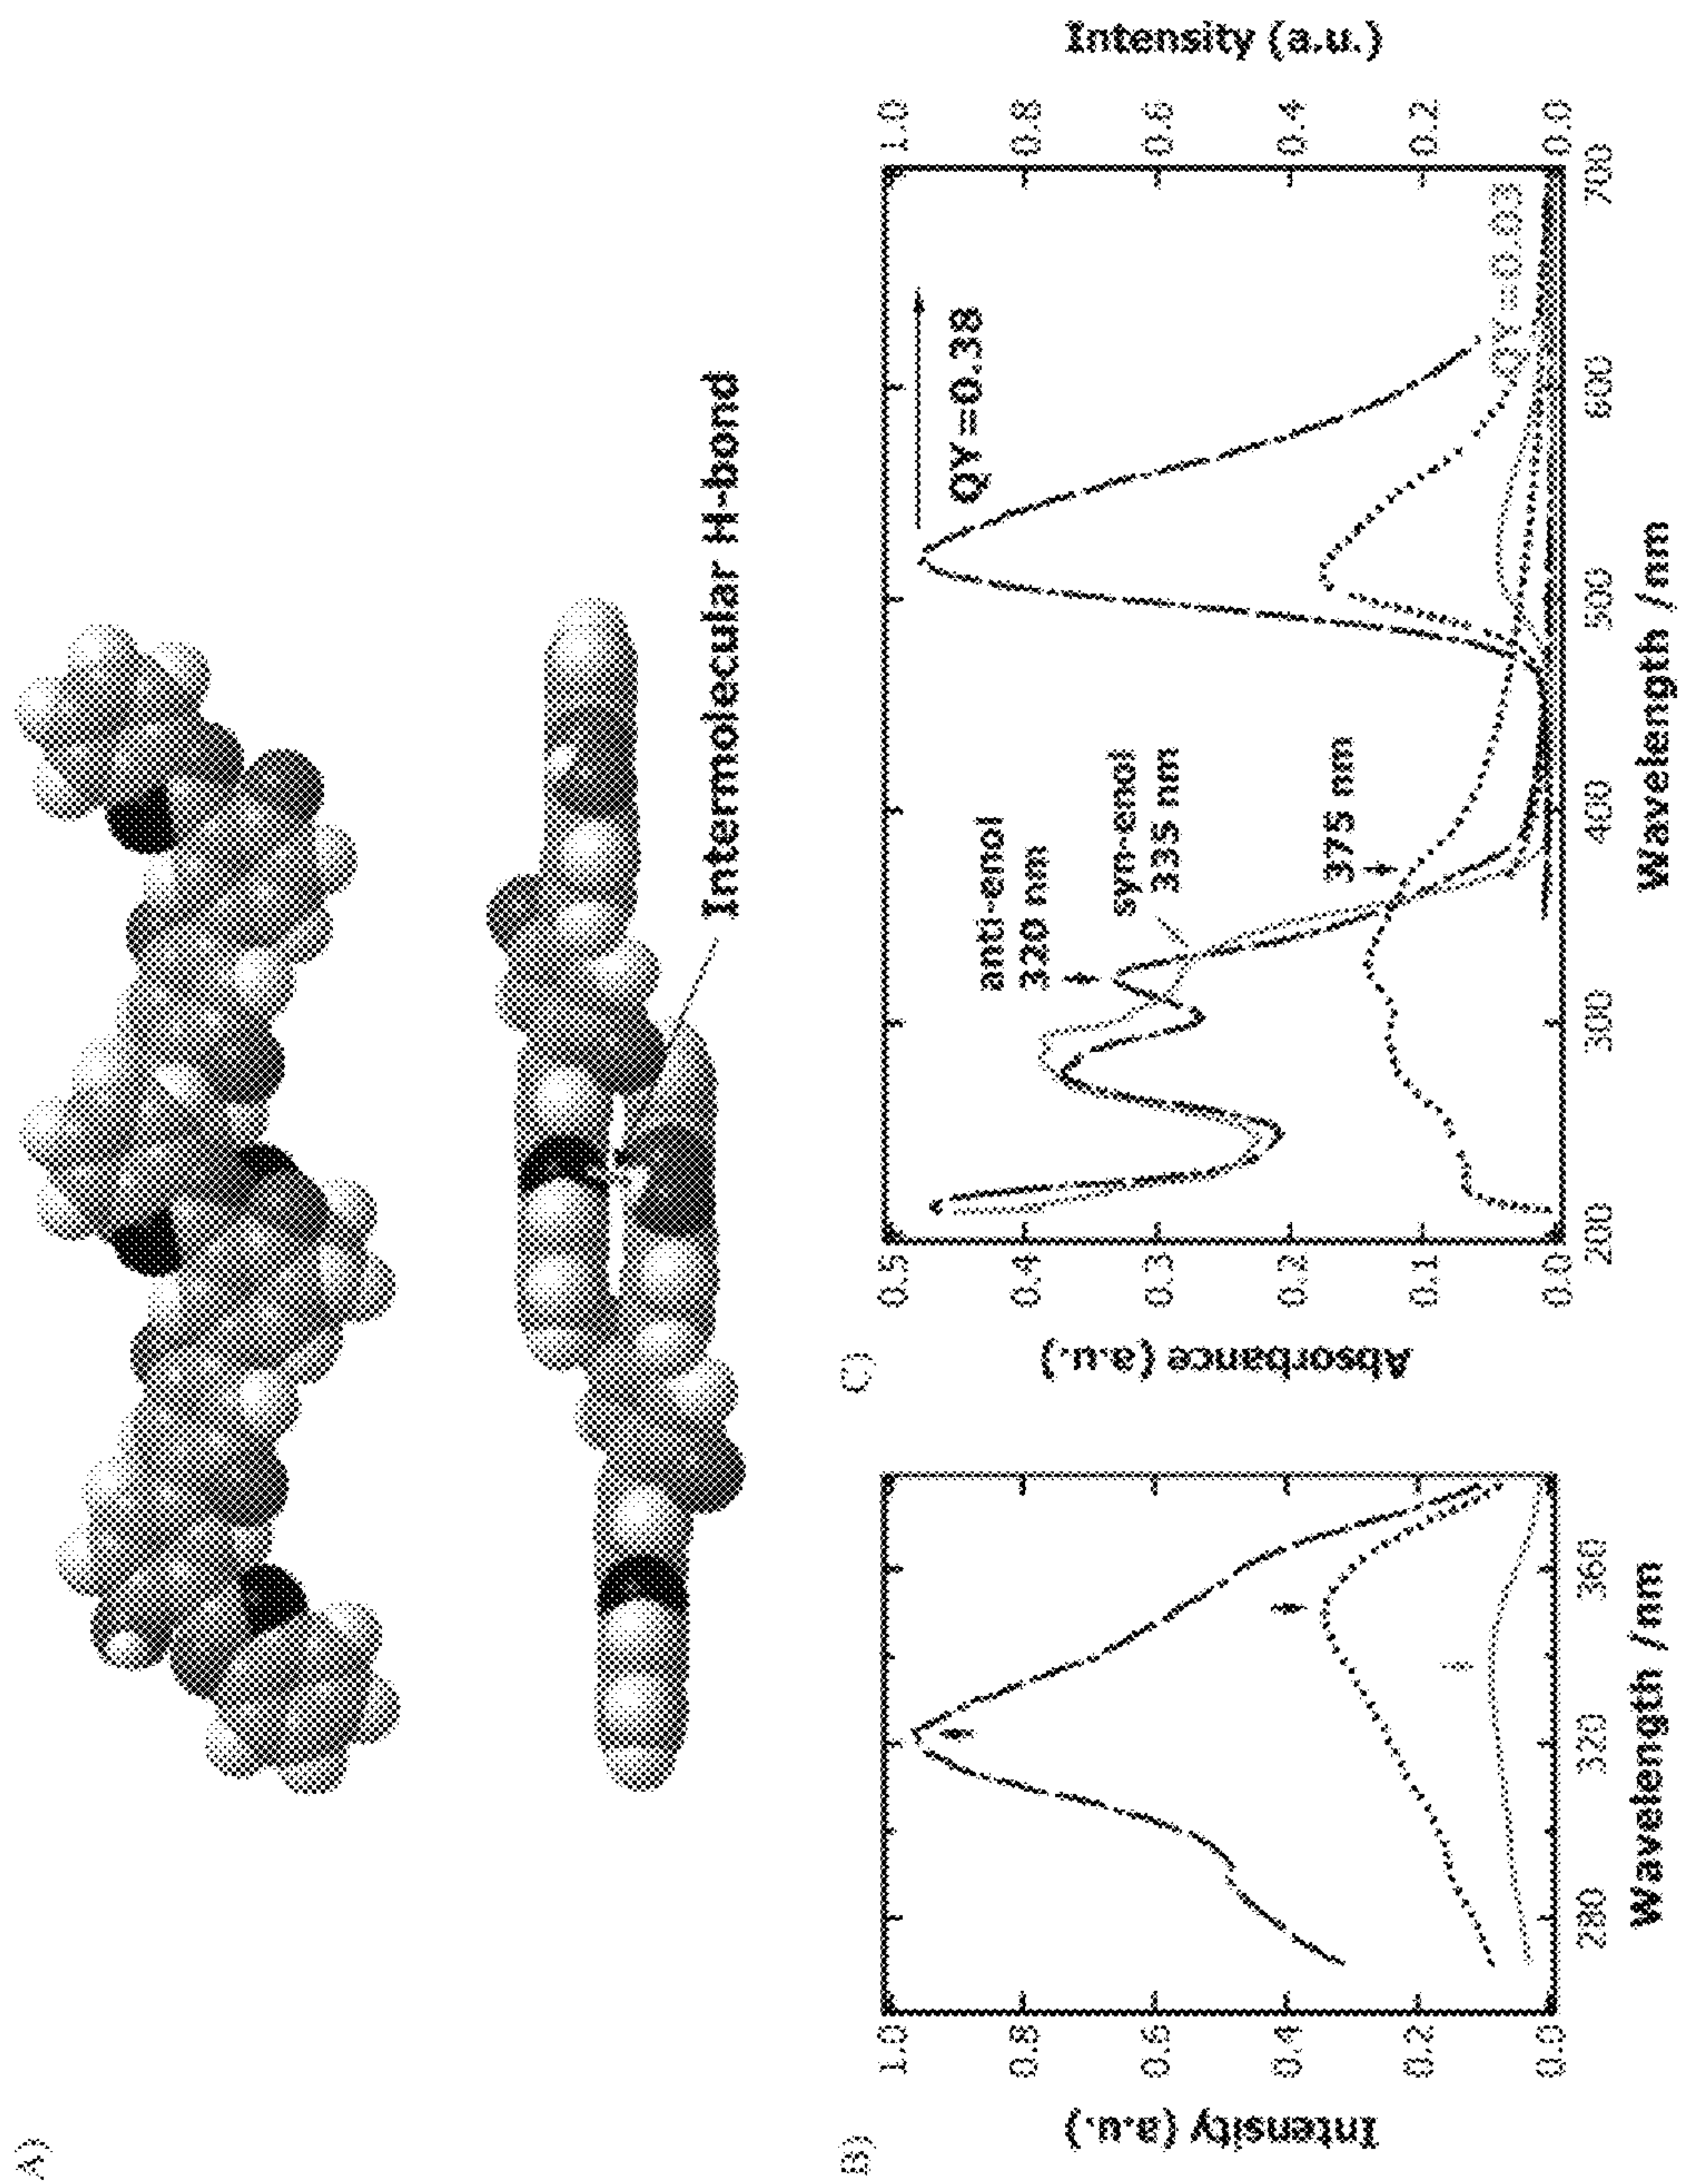 A)
Intermolecular H-bond
B)
Intensity (a.u.)
1.0
0.8
0.6
0.4
0.2
0.0
280
320
360
Wavelength /nm
C)
Absorbance (a.u.)
0.5
0.4
0.3
0.2
0.1
0.0
anti-enol
320 nm
syn-enol
335 nm
375 nm
QY=0.38
QY=0.03
200
300
400
500
600
700
Wavelength /nm
1.0
0.8
0.6
0.4
0.2
0.0
Intensity (a.u.)